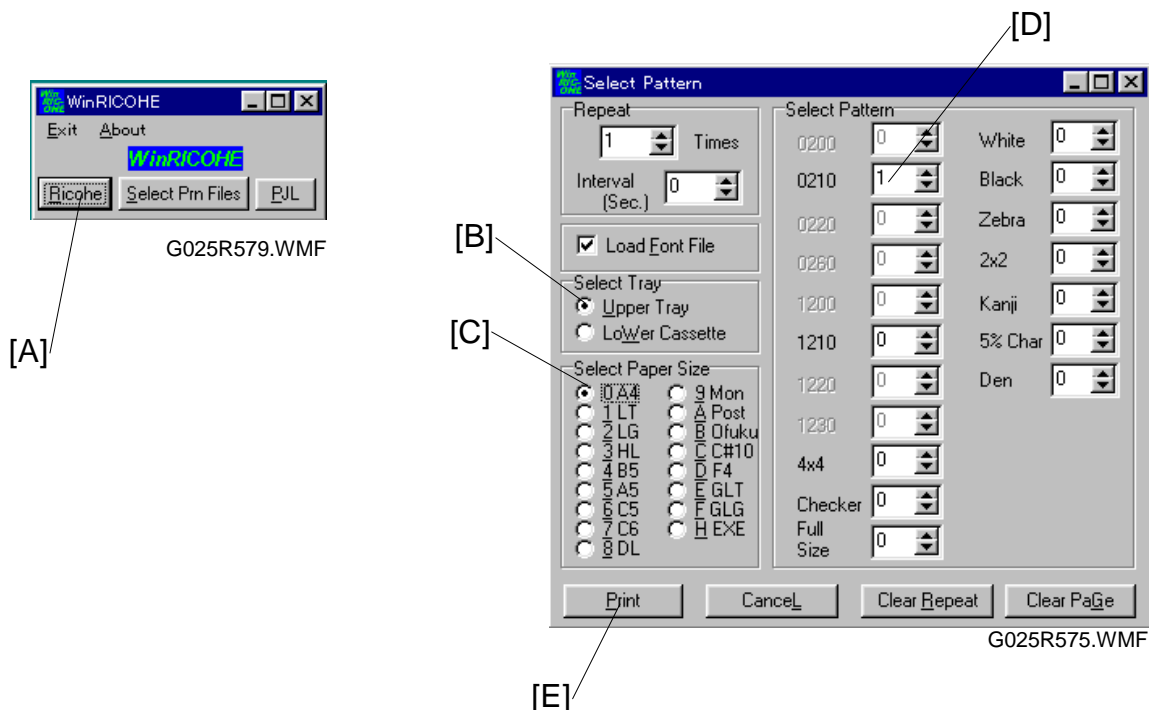 [D]
WinRICOHE
Exit About
WinRICOHE
Ricohe Select Prn Files PJL
G025R579.WMF
[A]
Select Pattern
Repeat
1 Times
Interval (Sec.) 0
Load Font File
[B]
Select Tray
Upper Tray
LoWer Cassette
[C]
Select Paper Size
0 A4 9 Mon
1 LT A Post
2 LG B Ofuku
3 HL C C#10
4 B5 D F4
5 A5 E GLT
6 C5 F GLG
7 C6 H EXE
8 DL
Select Pattern
0200 0 White 0
0210 1 Black 0
0220 0 Zebra 0
0260 0 2x2 0
1200 0 Kanji 0
1210 0 5% Char 0
1220 0 Den 0
1230 0
4x4 0
Checker 0
Full Size 0
Print CanceL Clear Repeat Clear PaGe
G025R575.WMF
[E]